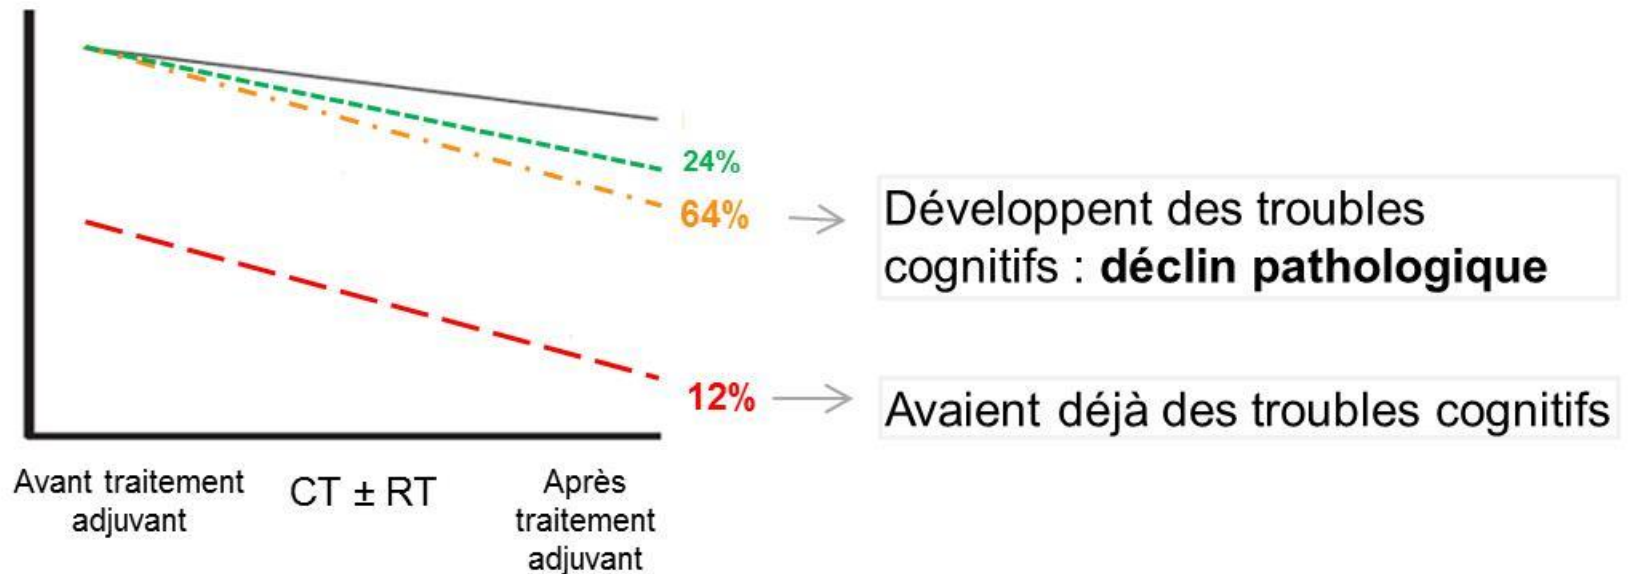 24%
64%
Développent des troubles
cognitifs : déclin pathologique
12%
Avaient déjà des troubles cognitifs
Avant traitement
adjuvant
CT ± RT
Après
traitement
adjuvant